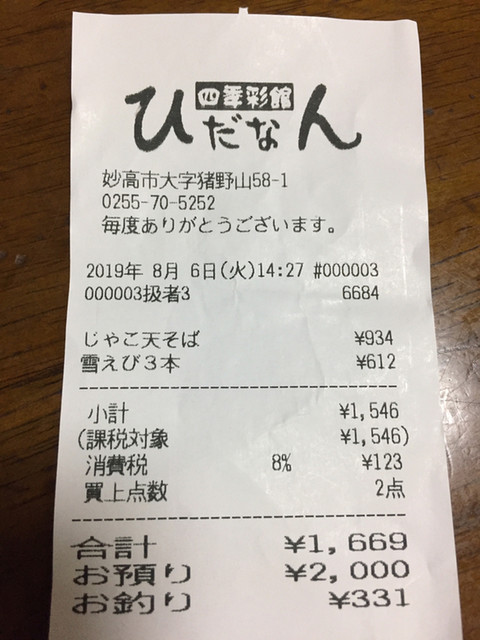 四季彩館
ひだなん
妙高市大字猪野山58-1
0255-70-5252
毎度ありがとうございます。
2019年 8月 6日(火)14:27 #000003
000003扱者3 6684
じゃこ天そば ¥934
雪えび３本 ¥612
小計 ¥1,546
(課税対象 ¥1,546)
消費税 8% ¥123
買上点数 2点
合計 ¥1,669
お預り ¥2,000
お釣り ¥331